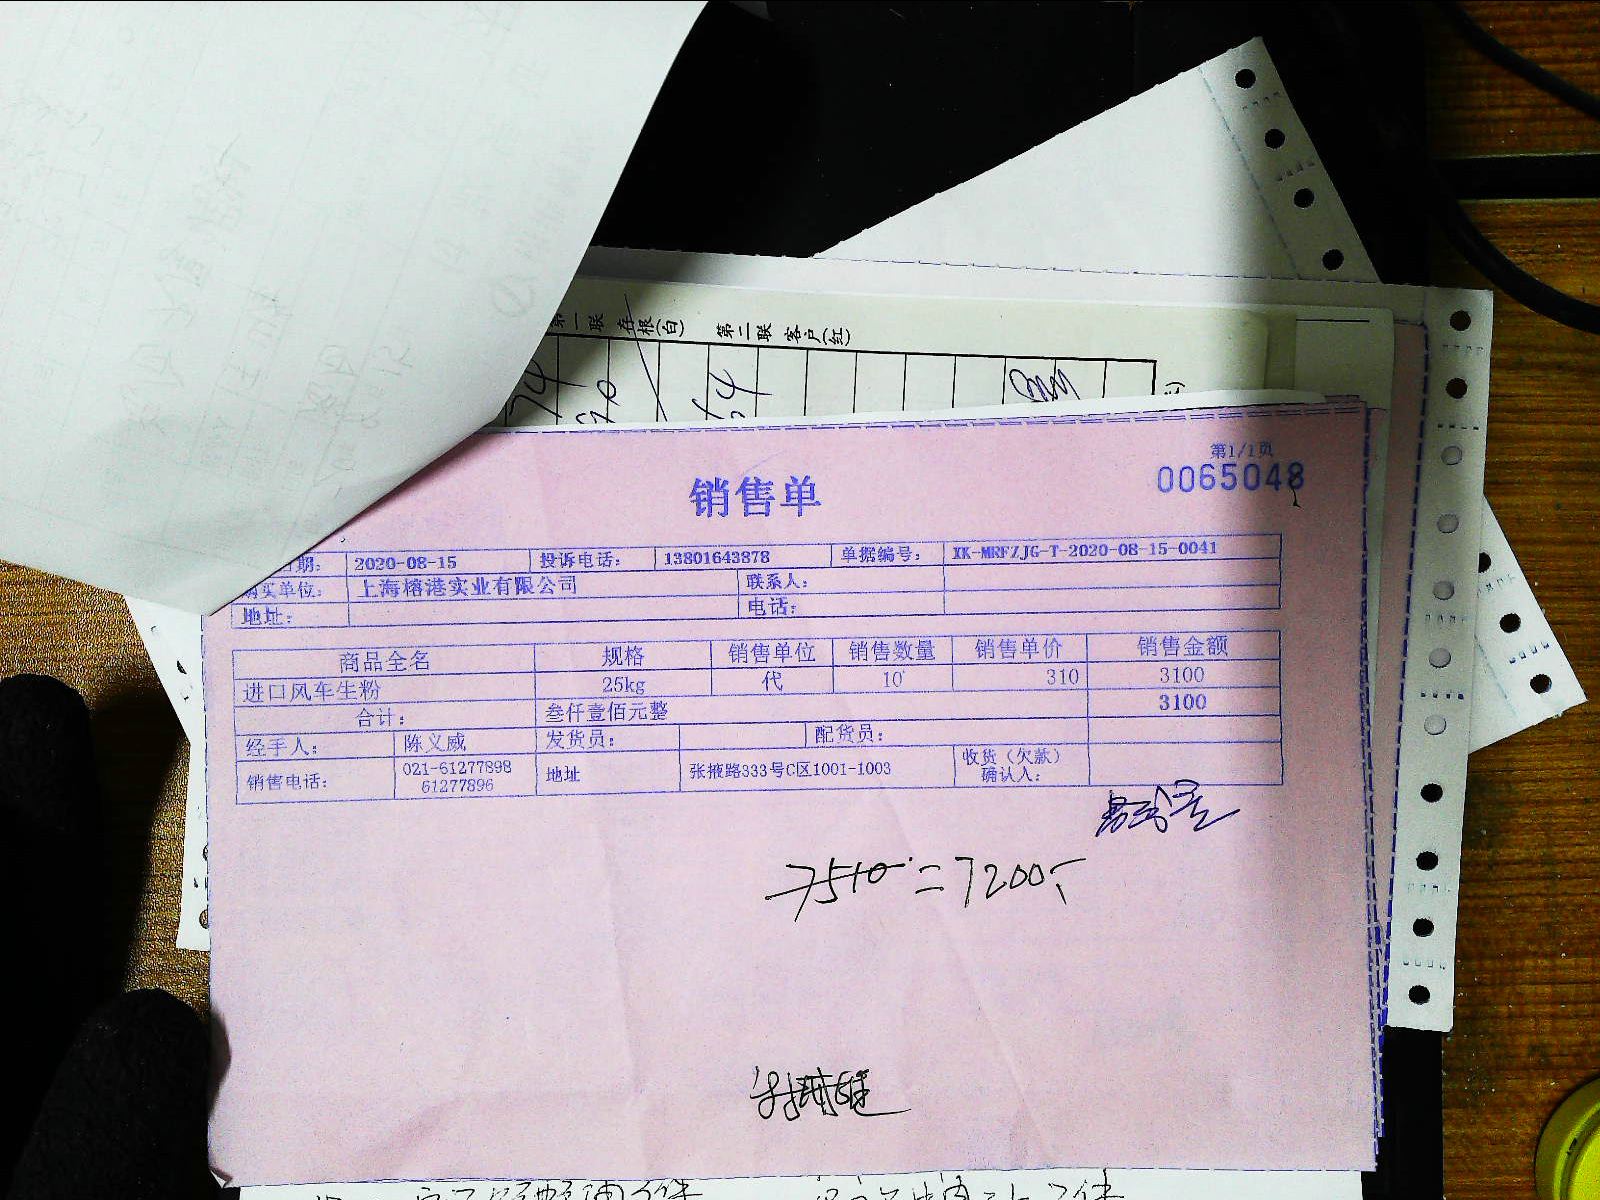 第一联 存根(白) 第二联 客户(红)
第1/1页
销售单
0065048
期: 2020-08-15 投诉电话: 13801643878 单据编号: XK-MRFZJG-T-2020-08-15-0041
购买单位: 上海榕港实业有限公司 联系人:
地址: 电话:
商品全名 规格 销售单位 销售数量 销售单价 销售金额
进口风车生粉 25kg 代 10 310 3100
合计: 叁仟壹佰元整 3100
经手人: 陈义威 发货员: 配货员:
销售电话: 021-61277898 61277896 地址 张掖路333号C区1001-1003 收货(欠款)确认人:
7510 = 7200